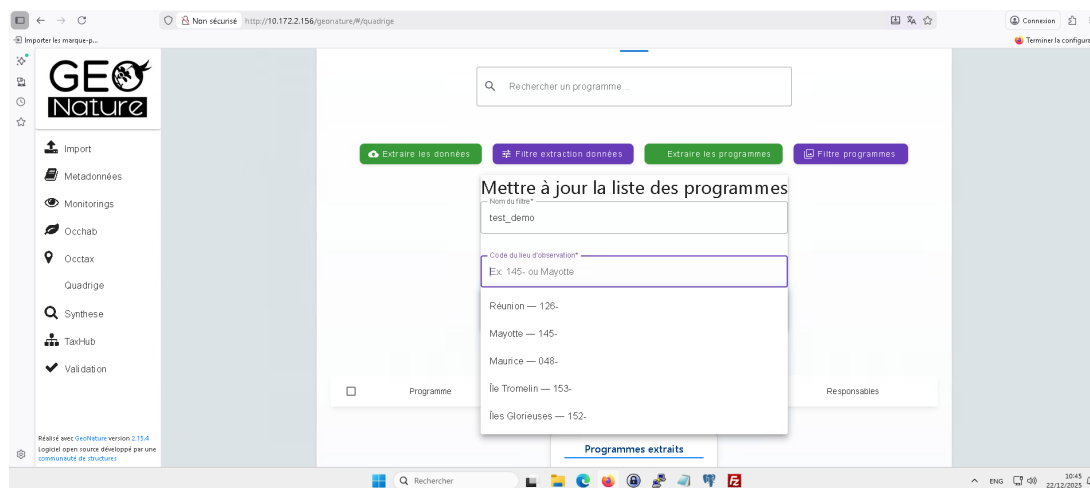 Non sécurisé http://10.172.2.156/geonature/#/quadrige
Connexion
Importer les marque-p...
Terminer la configura
GEO
Nature
Rechercher un programme...
Import
Metadonnées
Monitorings
Occhab
Occtax
Quadrige
Synthese
TaxHub
Validation
Extraire les données
Filtre extraction données
Extraire les programmes
Filtre programmes
Mettre à jour la liste des programmes
Nom du filtre*
test_demo
Code du lieu d'observation*
Ex: 145- ou Mayotte
Réunion — 126-
Mayotte — 145-
Maurice — 048-
Île Tromelin — 153-
Îles Glorieuses — 152-
Programme
Responsables
Programmes extraits
Réalisé avec GeoNature version 2.15.4
Logiciel open source développé par une
communauté de structures
Rechercher
ENG
10:45
22/12/2025